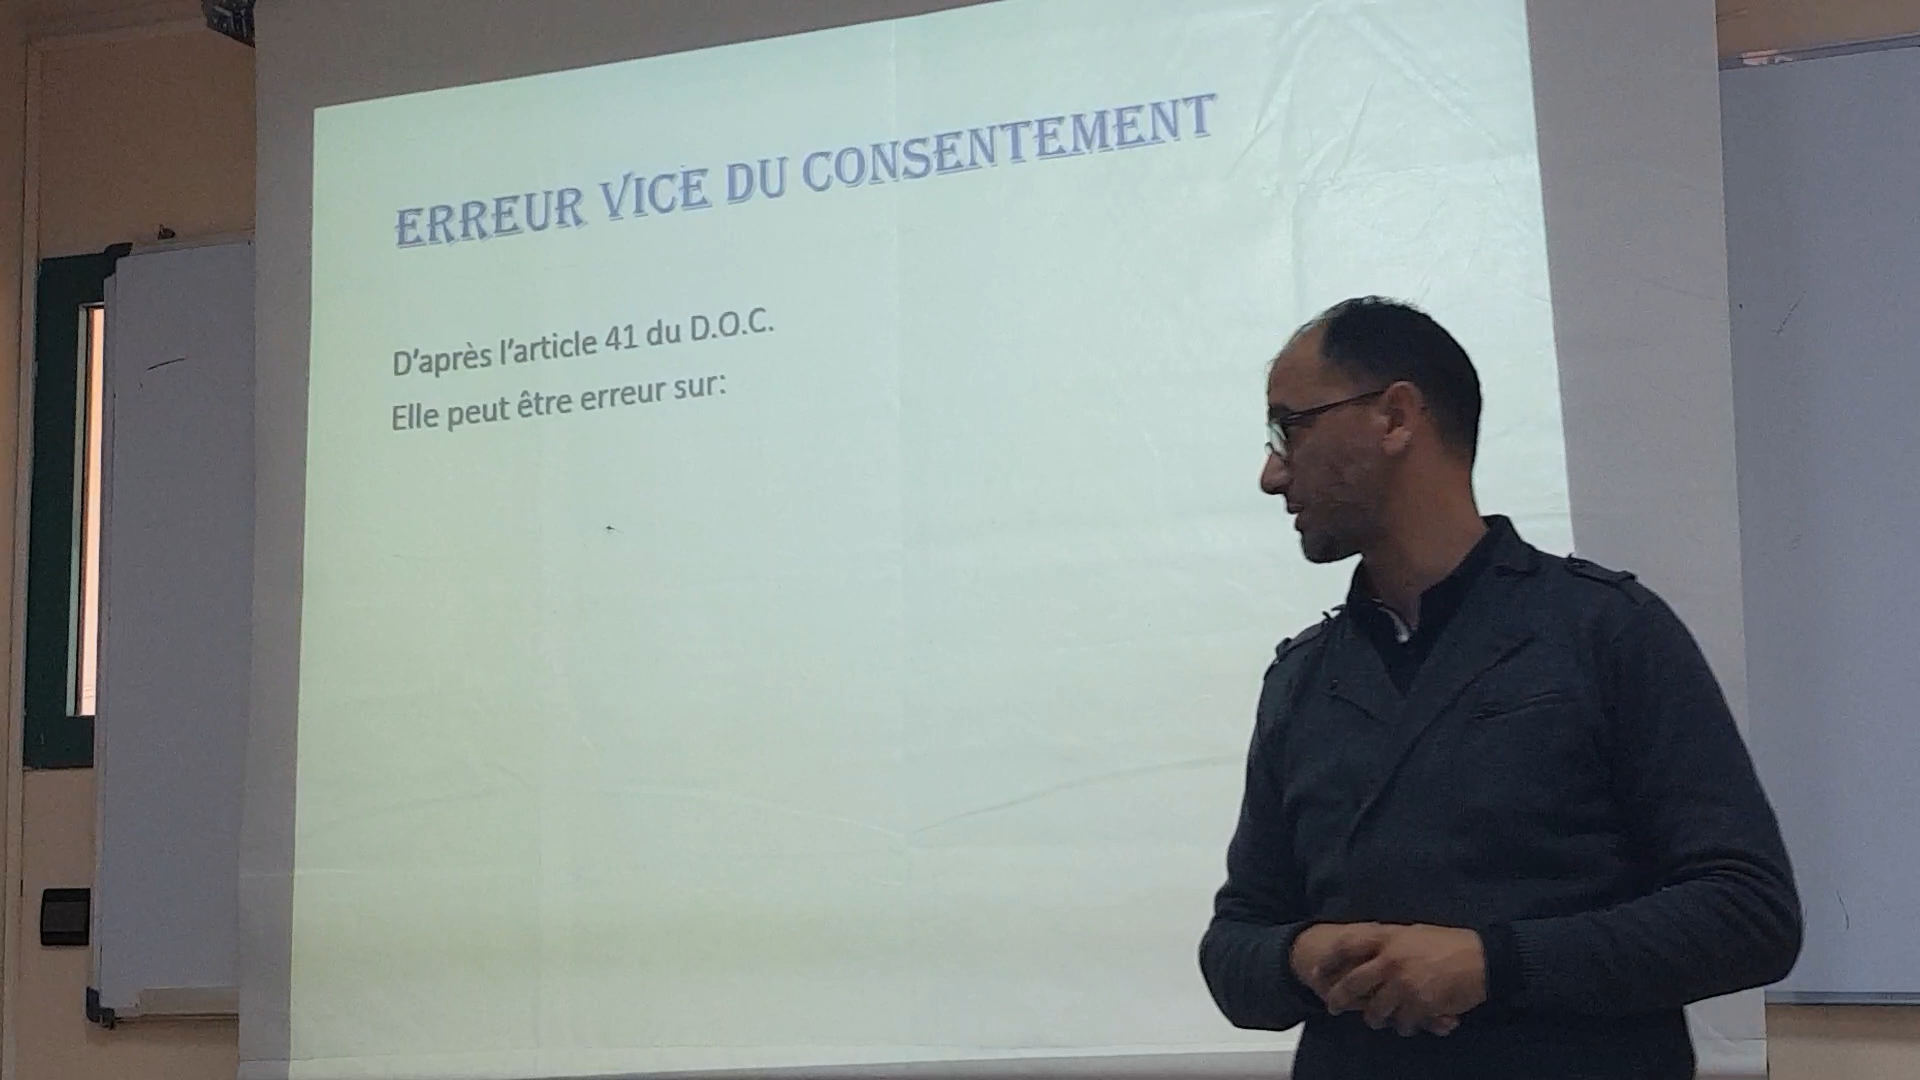 ERREUR VICE DU CONSENTEMENT
D'après l'article 41 du D.O.C.
Elle peut être erreur sur: